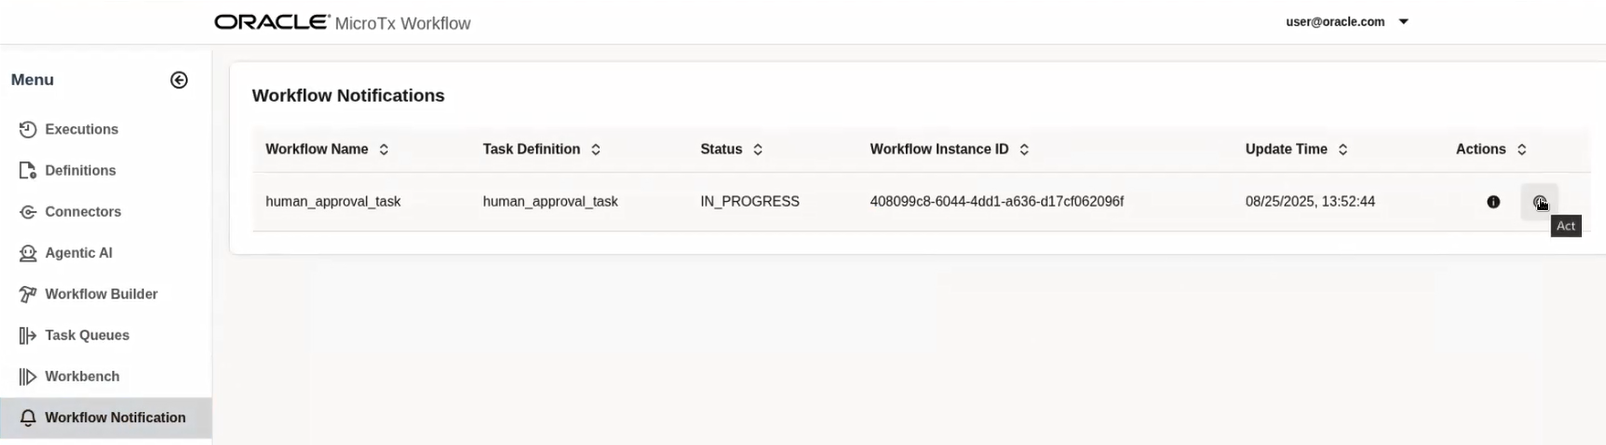 ORACLE MicroTx Workflow
user@oracle.com
Menu
Executions
Definitions
Connectors
Agentic AI
Workflow Builder
Task Queues
Workbench
Workflow Notification
Workflow Notifications
Workflow Name Task Definition Status Workflow Instance ID Update Time Actions
human_approval_task human_approval_task IN_PROGRESS 408099c8-6044-4dd1-a636-d17cf062096f 08/25/2025, 13:52:44
Act